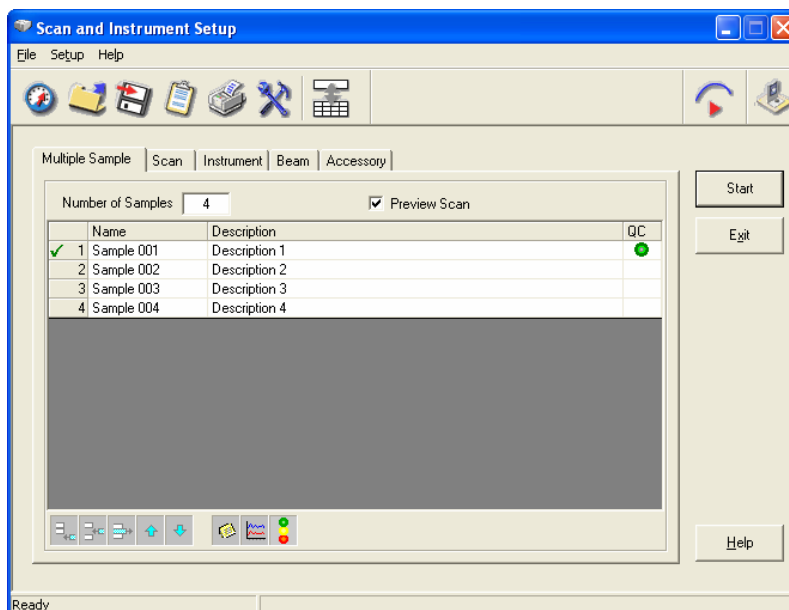 Scan and Instrument Setup
File Setup Help
Multiple Sample Scan Instrument Beam Accessory
Number of Samples 4 Preview Scan
Start
Name Description QC
Exit
1 Sample 001 Description 1
2 Sample 002 Description 2
3 Sample 003 Description 3
4 Sample 004 Description 4
Help
Ready